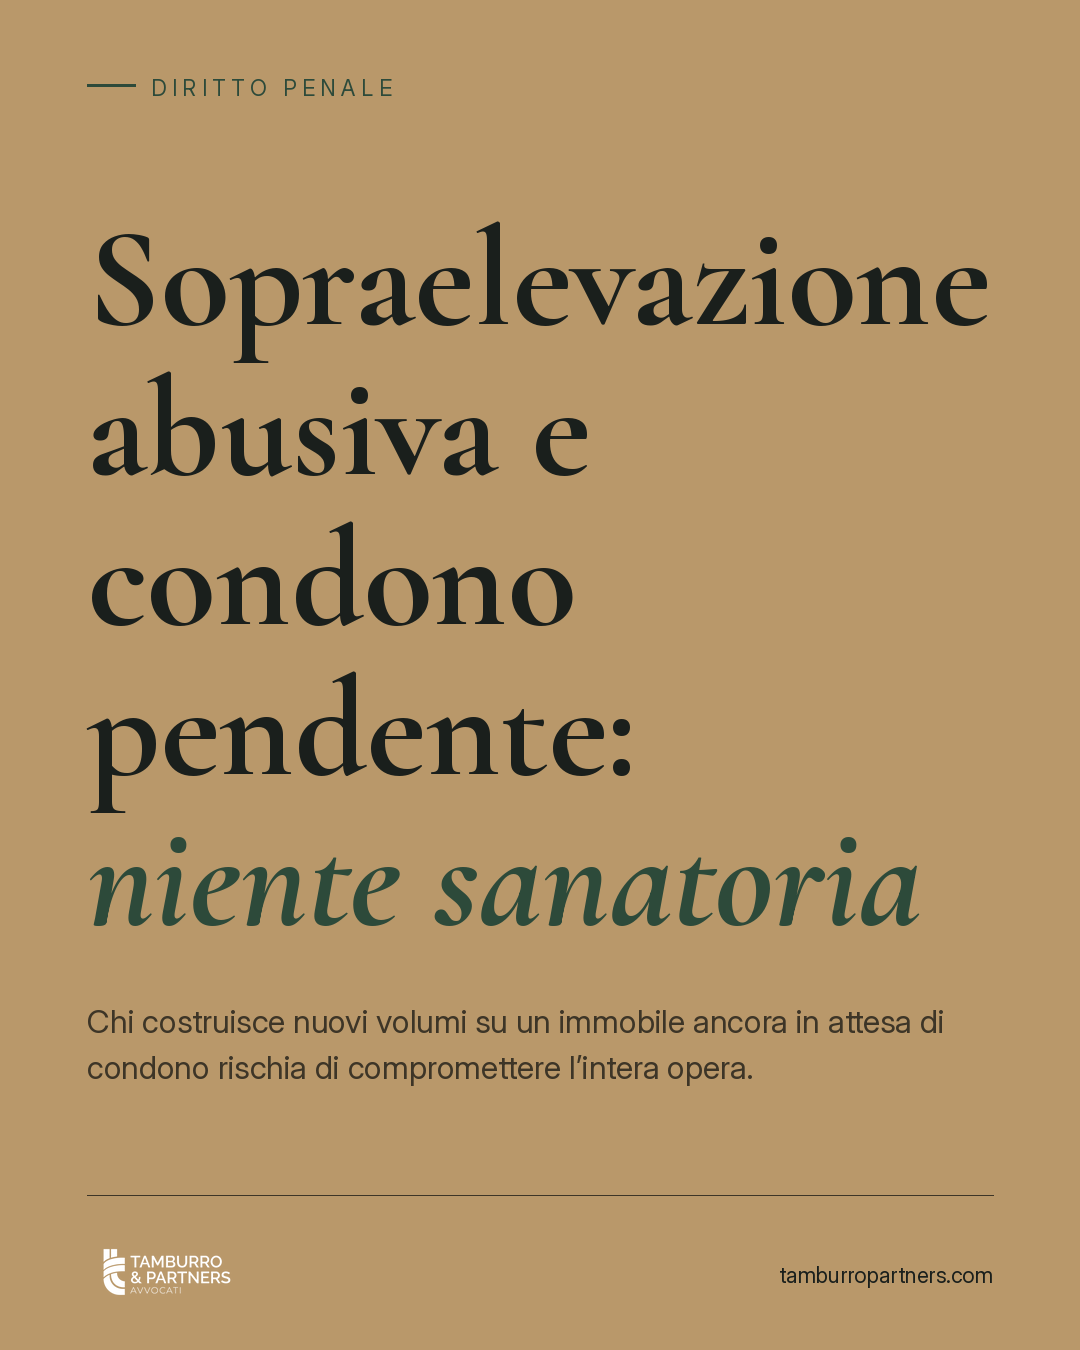 DIRITTO PENALE
Sopraelevazione
abusiva e
condono
pendente:
niente sanatoria
Chi costruisce nuovi volumi su un immobile ancora in attesa di
condono rischia di compromettere l’intera opera.
TAMBURRO
& PARTNERS
AVVOCATI
tamburropartners.com